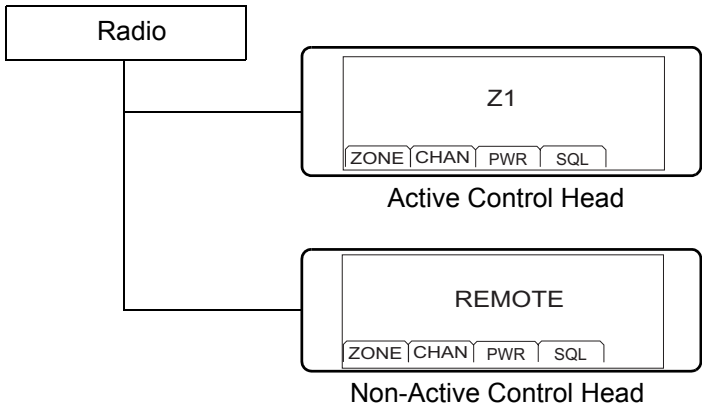 Radio
Z1
ZONE CHAN PWR SQL
Active Control Head
REMOTE
ZONE CHAN PWR SQL
Non-Active Control Head